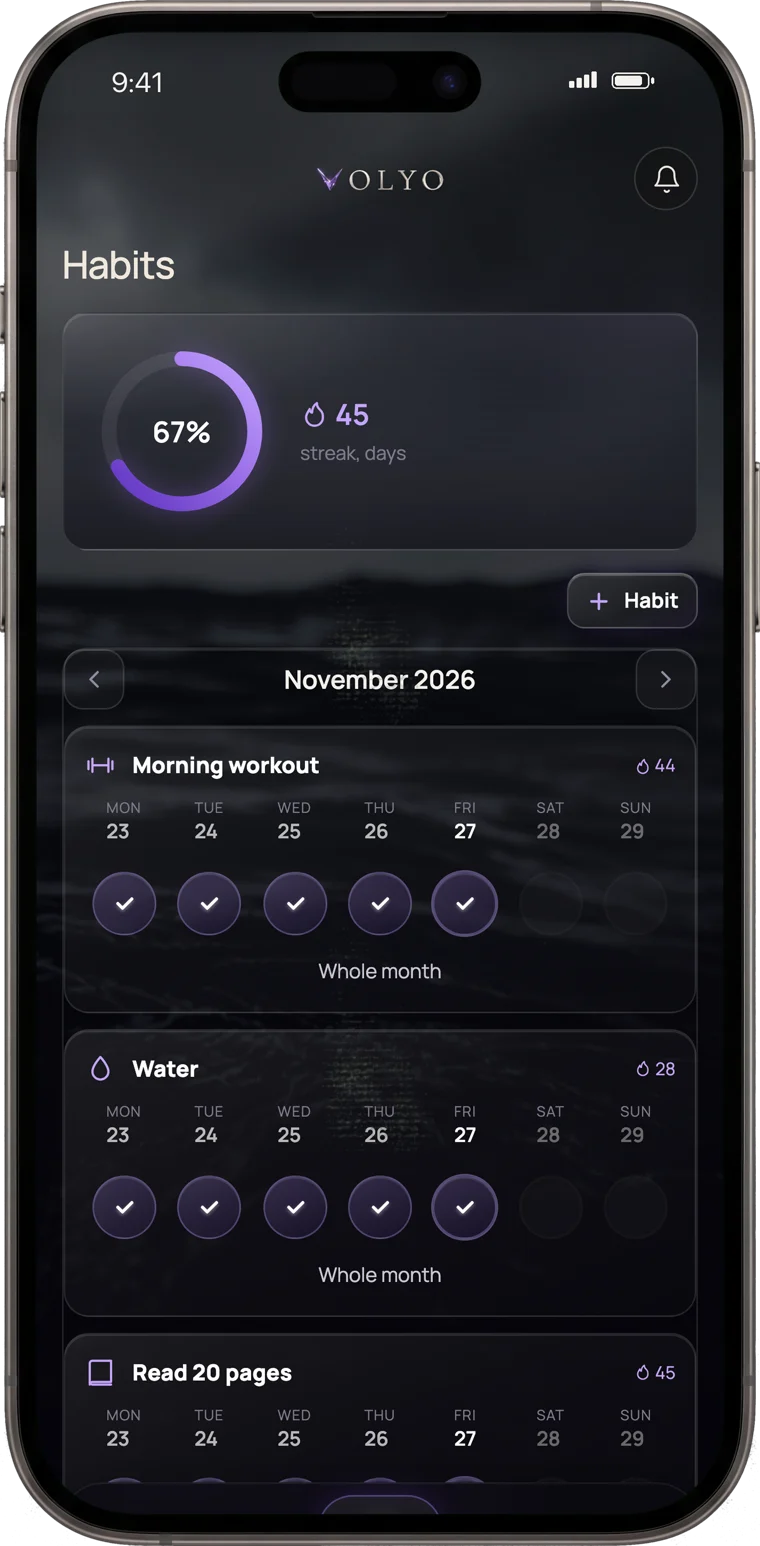 9:41
VOLYO
Habits
67%
45
streak, days
+ Habit
November 2026
Morning workout 44
MON TUE WED THU FRI SAT SUN
23 24 25 26 27 28 29
Whole month
Water 28
MON TUE WED THU FRI SAT SUN
23 24 25 26 27 28 29
Whole month
Read 20 pages 45
MON TUE WED THU FRI SAT SUN
23 24 25 26 27 28 29